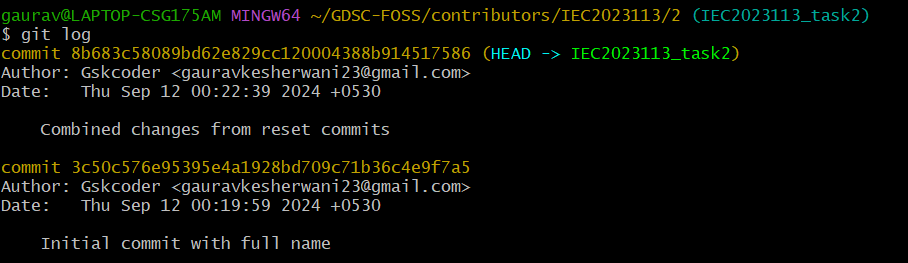 gaurav@LAPTOP-CSG175AM MINGW64 ~/GDSC-FOSS/contributors/IEC2023113/2 (IEC2023113_task2)
$ git log
commit 8b683c58089bd62e829cc120004388b914517586 (HEAD -> IEC2023113_task2)
Author: Gskcoder <gauravkesherwani23@gmail.com>
Date:   Thu Sep 12 00:22:39 2024 +0530
    Combined changes from reset commits
commit 3c50c576e95395e4a1928bd709c71b36c4e9f7a5
Author: Gskcoder <gauravkesherwani23@gmail.com>
Date:   Thu Sep 12 00:19:59 2024 +0530
    Initial commit with full name